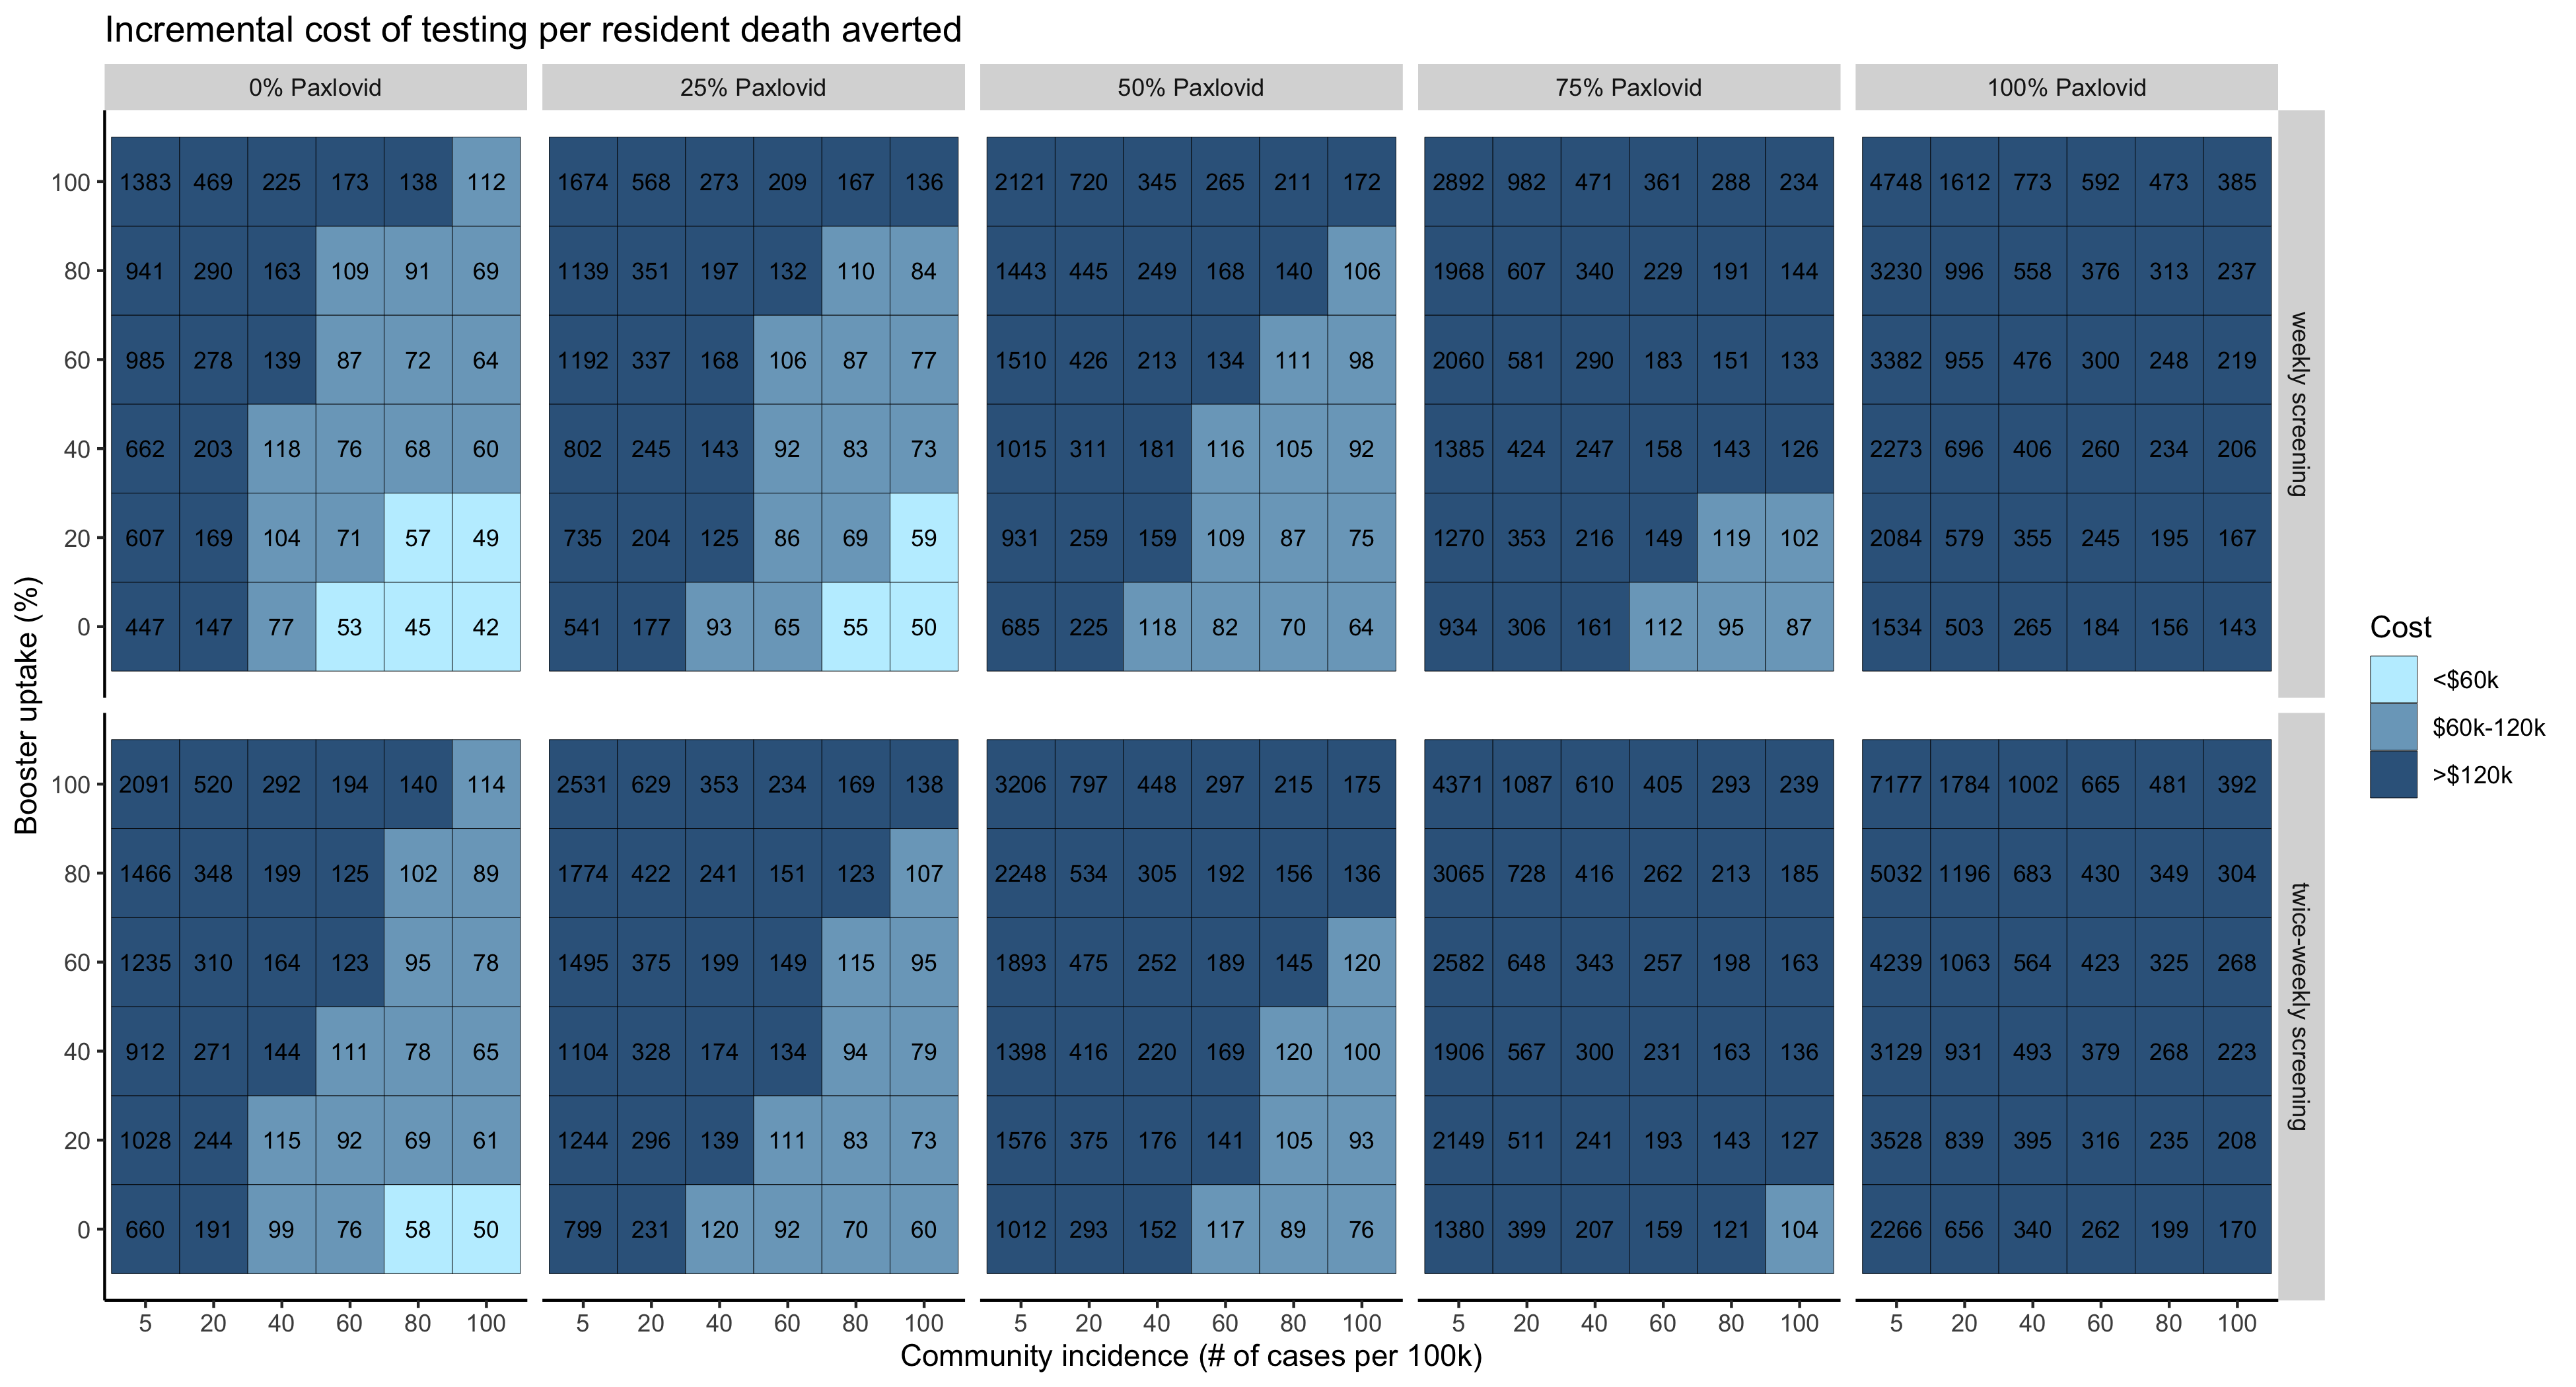 Incremental cost of testing per resident death averted
0% Paxlovid 25% Paxlovid 50% Paxlovid 75% Paxlovid 100% Paxlovid
100 1383 469 225 173 138 112 1674 568 273 209 167 136 2121 720 345 265 211 172 2892 982 471 361 288 234 4748 1612 773 592 473 385
80 941 290 163 109 91 69 1139 351 197 132 110 84 1443 445 249 168 140 106 1968 607 340 229 191 144 3230 996 558 376 313 237
60 985 278 139 87 72 64 1192 337 168 106 87 77 1510 426 213 134 111 98 2060 581 290 183 151 133 3382 955 476 300 248 219
40 662 203 118 76 68 60 802 245 143 92 83 73 1015 311 181 116 105 92 1385 424 247 158 143 126 2273 696 406 260 234 206
20 607 169 104 71 57 49 735 204 125 86 69 59 931 259 159 109 87 75 1270 353 216 149 119 102 2084 579 355 245 195 167
0 447 147 77 53 45 42 541 177 93 65 55 50 685 225 118 82 70 64 934 306 161 112 95 87 1534 503 265 184 156 143
weekly screening
100 2091 520 292 194 140 114 2531 629 353 234 169 138 3206 797 448 297 215 175 4371 1087 610 405 293 239 7177 1784 1002 665 481 392
80 1466 348 199 125 102 89 1774 422 241 151 123 107 2248 534 305 192 156 136 3065 728 416 262 213 185 5032 1196 683 430 349 304
60 1235 310 164 123 95 78 1495 375 199 149 115 95 1893 475 252 189 145 120 2582 648 343 257 198 163 4239 1063 564 423 325 268
40 912 271 144 111 78 65 1104 328 174 134 94 79 1398 416 220 169 120 100 1906 567 300 231 163 136 3129 931 493 379 268 223
20 1028 244 115 92 69 61 1244 296 139 111 83 73 1576 375 176 141 105 93 2149 511 241 193 143 127 3528 839 395 316 235 208
0 660 191 99 76 58 50 799 231 120 92 70 60 1012 293 152 117 89 76 1380 399 207 159 121 104 2266 656 340 262 199 170
twice-weekly screening
5 20 40 60 80 100 5 20 40 60 80 100 5 20 40 60 80 100 5 20 40 60 80 100 5 20 40 60 80 100
Community incidence (# of cases per 100k)
Booster uptake (%)
Cost
<$60k
$60k-120k
>$120k